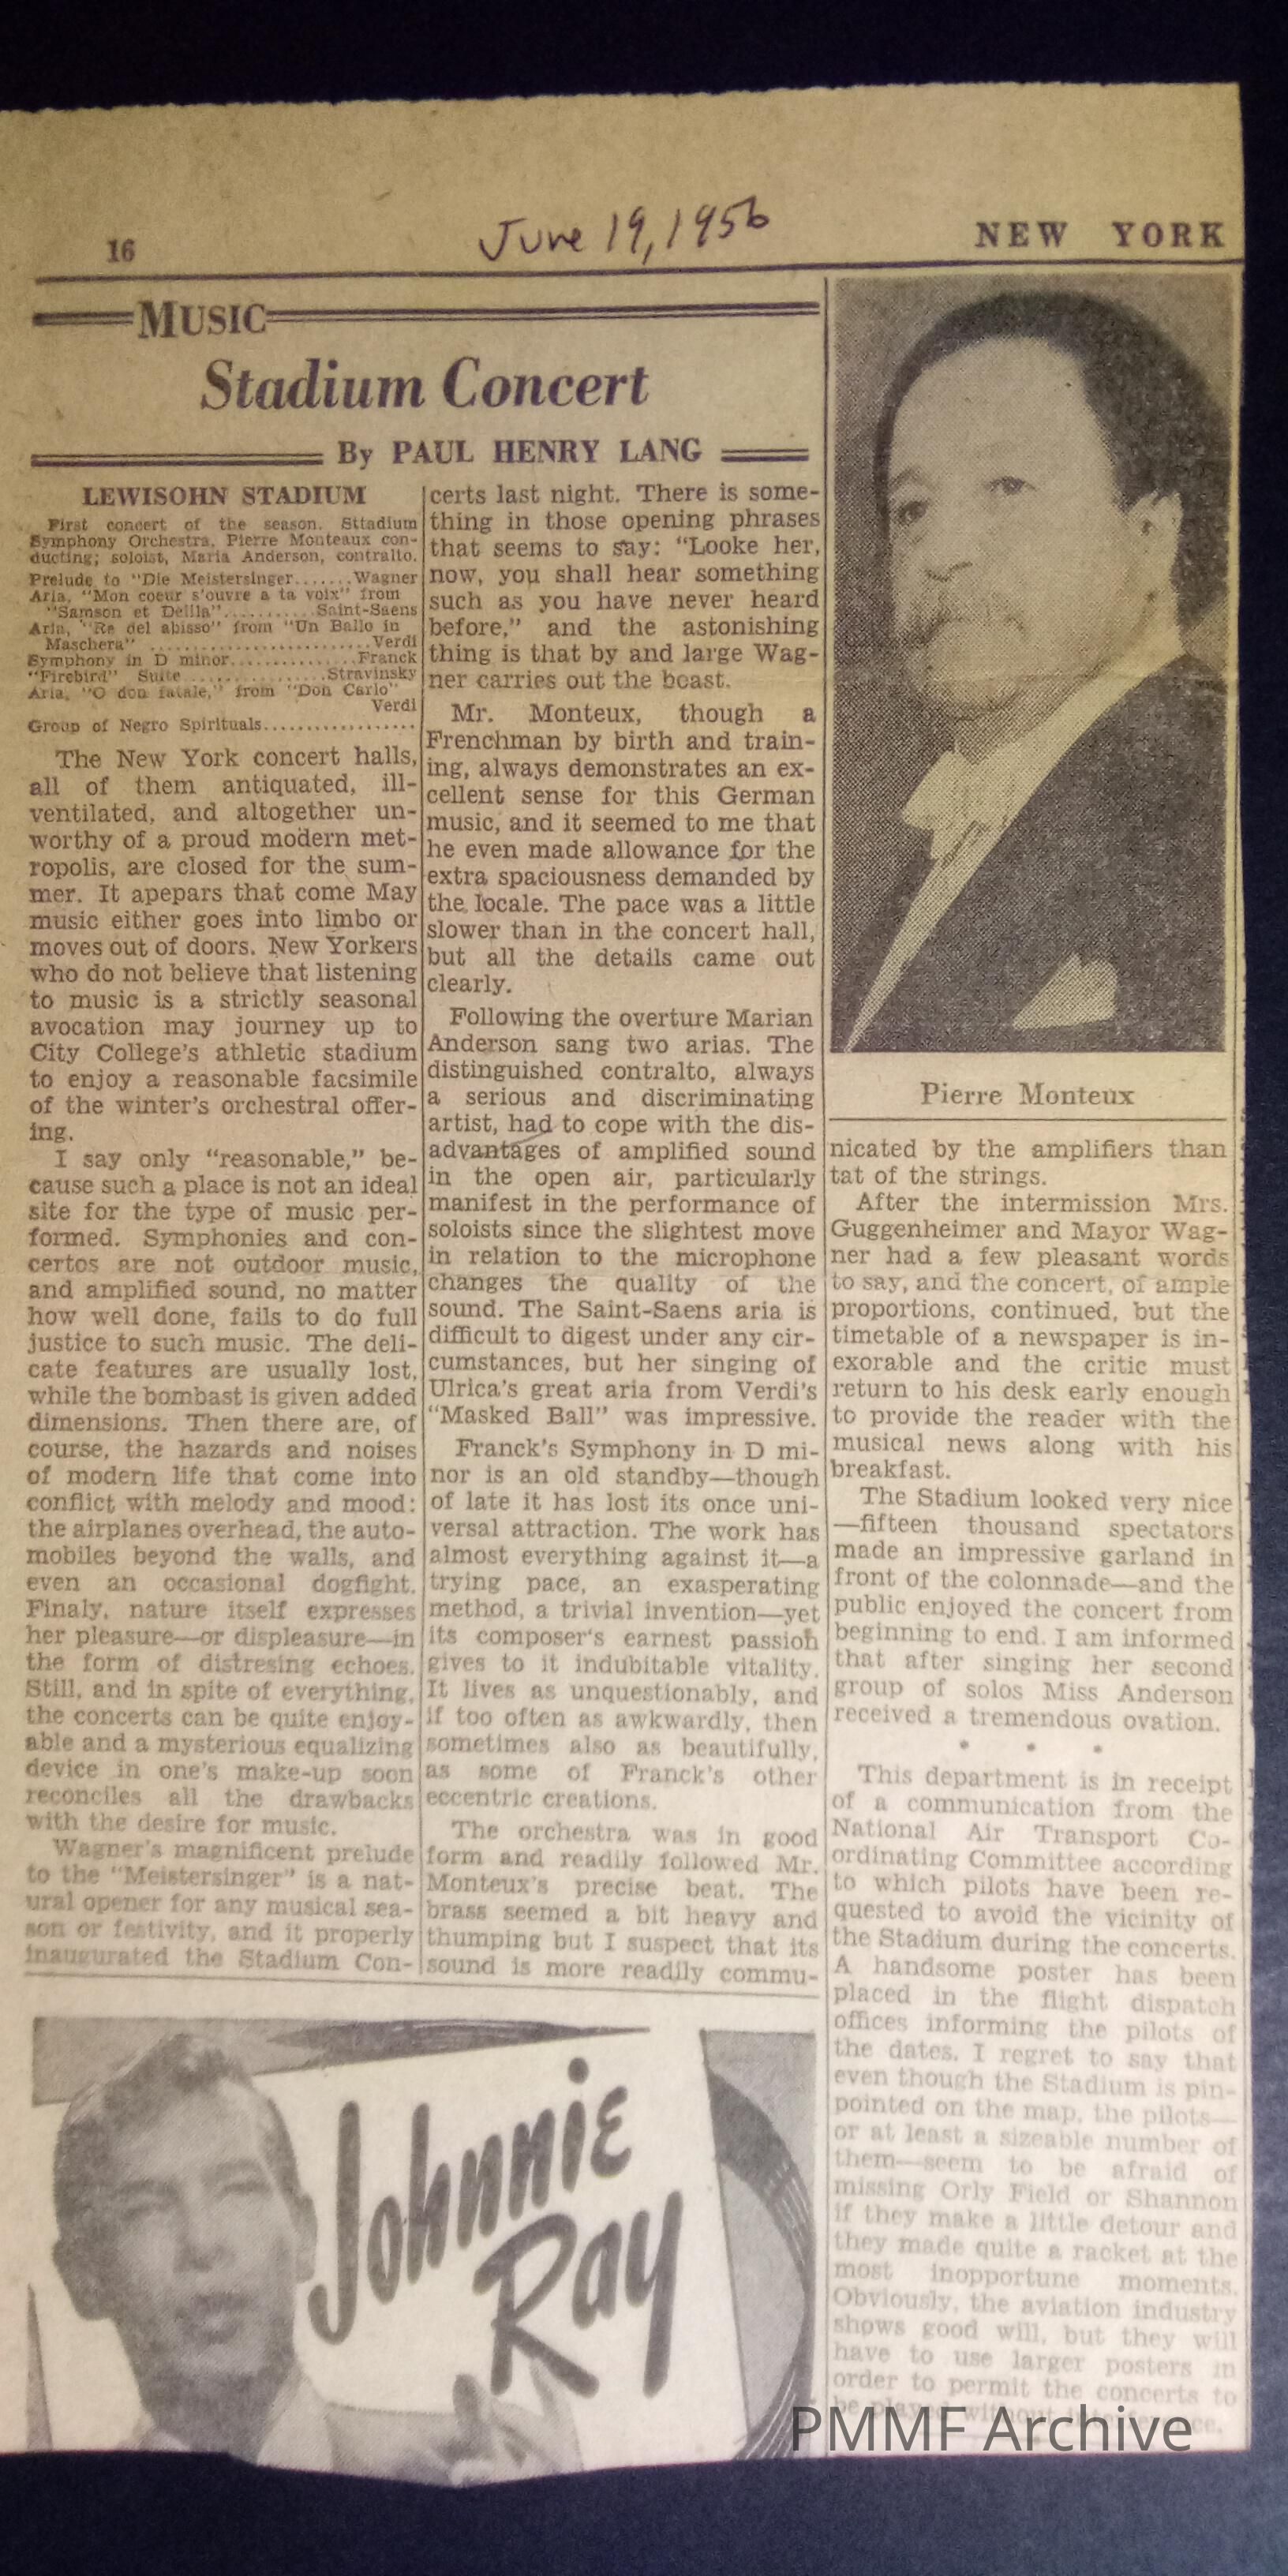 16
June 19, 1956
NEW YORK
MUSIC
Stadium Concert
By PAUL HENRY LANG
LEWISOHN STADIUM
First concert of the season. Sttadium
Symphony Orchestra, Pierre Monteaux con-
ducting; soloist, Maria Anderson, contralto.
Prelude to "Die Meistersinger.......Wagner
Aria, "Mon coeur s'ouvre a ta voix" from
"Samson et Delila"..........Saint-Saens
Aria, "Re del abisso" from "Un Ballo in
Maschera" ........................Verdi
Symphony in D minor..............Franck
"Firebird" Suite...............Stravinsky
Aria, "O don fatale," from "Don Carlo"
Verdi
Group of Negro Spirituals.................
The New York concert halls,
all of them antiquated, ill-
ventilated, and altogether un-
worthy of a proud modern met-
ropolis, are closed for the sum-
mer. It apepars that come May
music either goes into limbo or
moves out of doors. New Yorkers
who do not believe that listening
to music is a strictly seasonal
avocation may journey up to
City College's athletic stadium
to enjoy a reasonable facsimile
of the winter's orchestral offer-
ing.
I say only "reasonable," be-
cause such a place is not an ideal
site for the type of music per-
formed. Symphonies and con-
certos are not outdoor music,
and amplified sound, no matter
how well done, fails to do full
justice to such music. The deli-
cate features are usually lost,
while the bombast is given added
dimensions. Then there are, of
course, the hazards and noises
of modern life that come into
conflict with melody and mood:
the airplanes overhead, the auto-
mobiles beyond the walls, and
even an occasional dogfight.
Finaly, nature itself expresses
her pleasure—or displeasure—in
the form of distresing echoes.
Still, and in spite of everything,
the concerts can be quite enjoy-
able and a mysterious equalizing
device in one's make-up soon
reconciles all the drawbacks
with the desire for music.
Wagner's magnificent prelude
to the "Meistersinger" is a nat-
ural opener for any musical sea-
son or festivity, and it properly
inaugurated the Stadium Con-
certs last night. There is some-
thing in those opening phrases
that seems to say: "Looke her,
now, you shall hear something
such as you have never heard
before," and the astonishing
thing is that by and large Wag-
ner carries out the boast.
Mr. Monteux, though a
Frenchman by birth and train-
ing, always demonstrates an ex-
cellent sense for this German
music, and it seemed to me that
he even made allowance for the
extra spaciousness demanded by
the locale. The pace was a little
slower than in the concert hall,
but all the details came out
clearly.
Following the overture Marian
Anderson sang two arias. The
distinguished contralto, always
a serious and discriminating
artist, had to cope with the dis-
advantages of amplified sound
in the open air, particularly
manifest in the performance of
soloists since the slightest move
in relation to the microphone
changes the quality of the
sound. The Saint-Saens aria is
difficult to digest under any cir-
cumstances, but her singing of
Ulrica's great aria from Verdi's
"Masked Ball" was impressive.
Franck's Symphony in D mi-
nor is an old standby—though
of late it has lost its once uni-
versal attraction. The work has
almost everything against it—a
trying pace, an exasperating
method, a trivial invention—yet
its composer's earnest passion
gives to it indubitable vitality.
It lives as unquestionably, and
if too often as awkwardly, then
sometimes also as beautifully,
as some of Franck's other
eccentric creations.
The orchestra was in good
form and readily followed Mr.
Monteux's precise beat. The
brass seemed a bit heavy and
thumping but I suspect that its
sound is more readily commu-
Pierre Monteux
nicated by the amplifiers than
tat of the strings.
After the intermission Mrs.
Guggenheimer and Mayor Wag-
ner had a few pleasant words
to say, and the concert, of ample
proportions, continued, but the
timetable of a newspaper is in-
exorable and the critic must
return to his desk early enough
to provide the reader with the
musical news along with his
breakfast.
The Stadium looked very nice
—fifteen thousand spectators
made an impressive garland in
front of the colonnade—and the
public enjoyed the concert from
beginning to end. I am informed
that after singing her second
group of solos Miss Anderson
received a tremendous ovation.
* * *
This department is in receipt
of a communication from the
National Air Transport Co-
ordinating Committee according
to which pilots have been re-
quested to avoid the vicinity of
the Stadium during the concerts.
A handsome poster has been
placed in the flight dispatch
offices informing the pilots of
the dates. I regret to say that
even though the Stadium is pin-
pointed on the map, the pilots—
or at least a sizeable number of
them—seem to be afraid of
missing Orly Field or Shannon
if they make a little detour and
they made quite a racket at the
most inopportune moments.
Obviously, the aviation industry
shows good will, but they will
have to use larger posters in
order to permit the concerts to
be played without
Johnnie
Ray
PMMF Archive